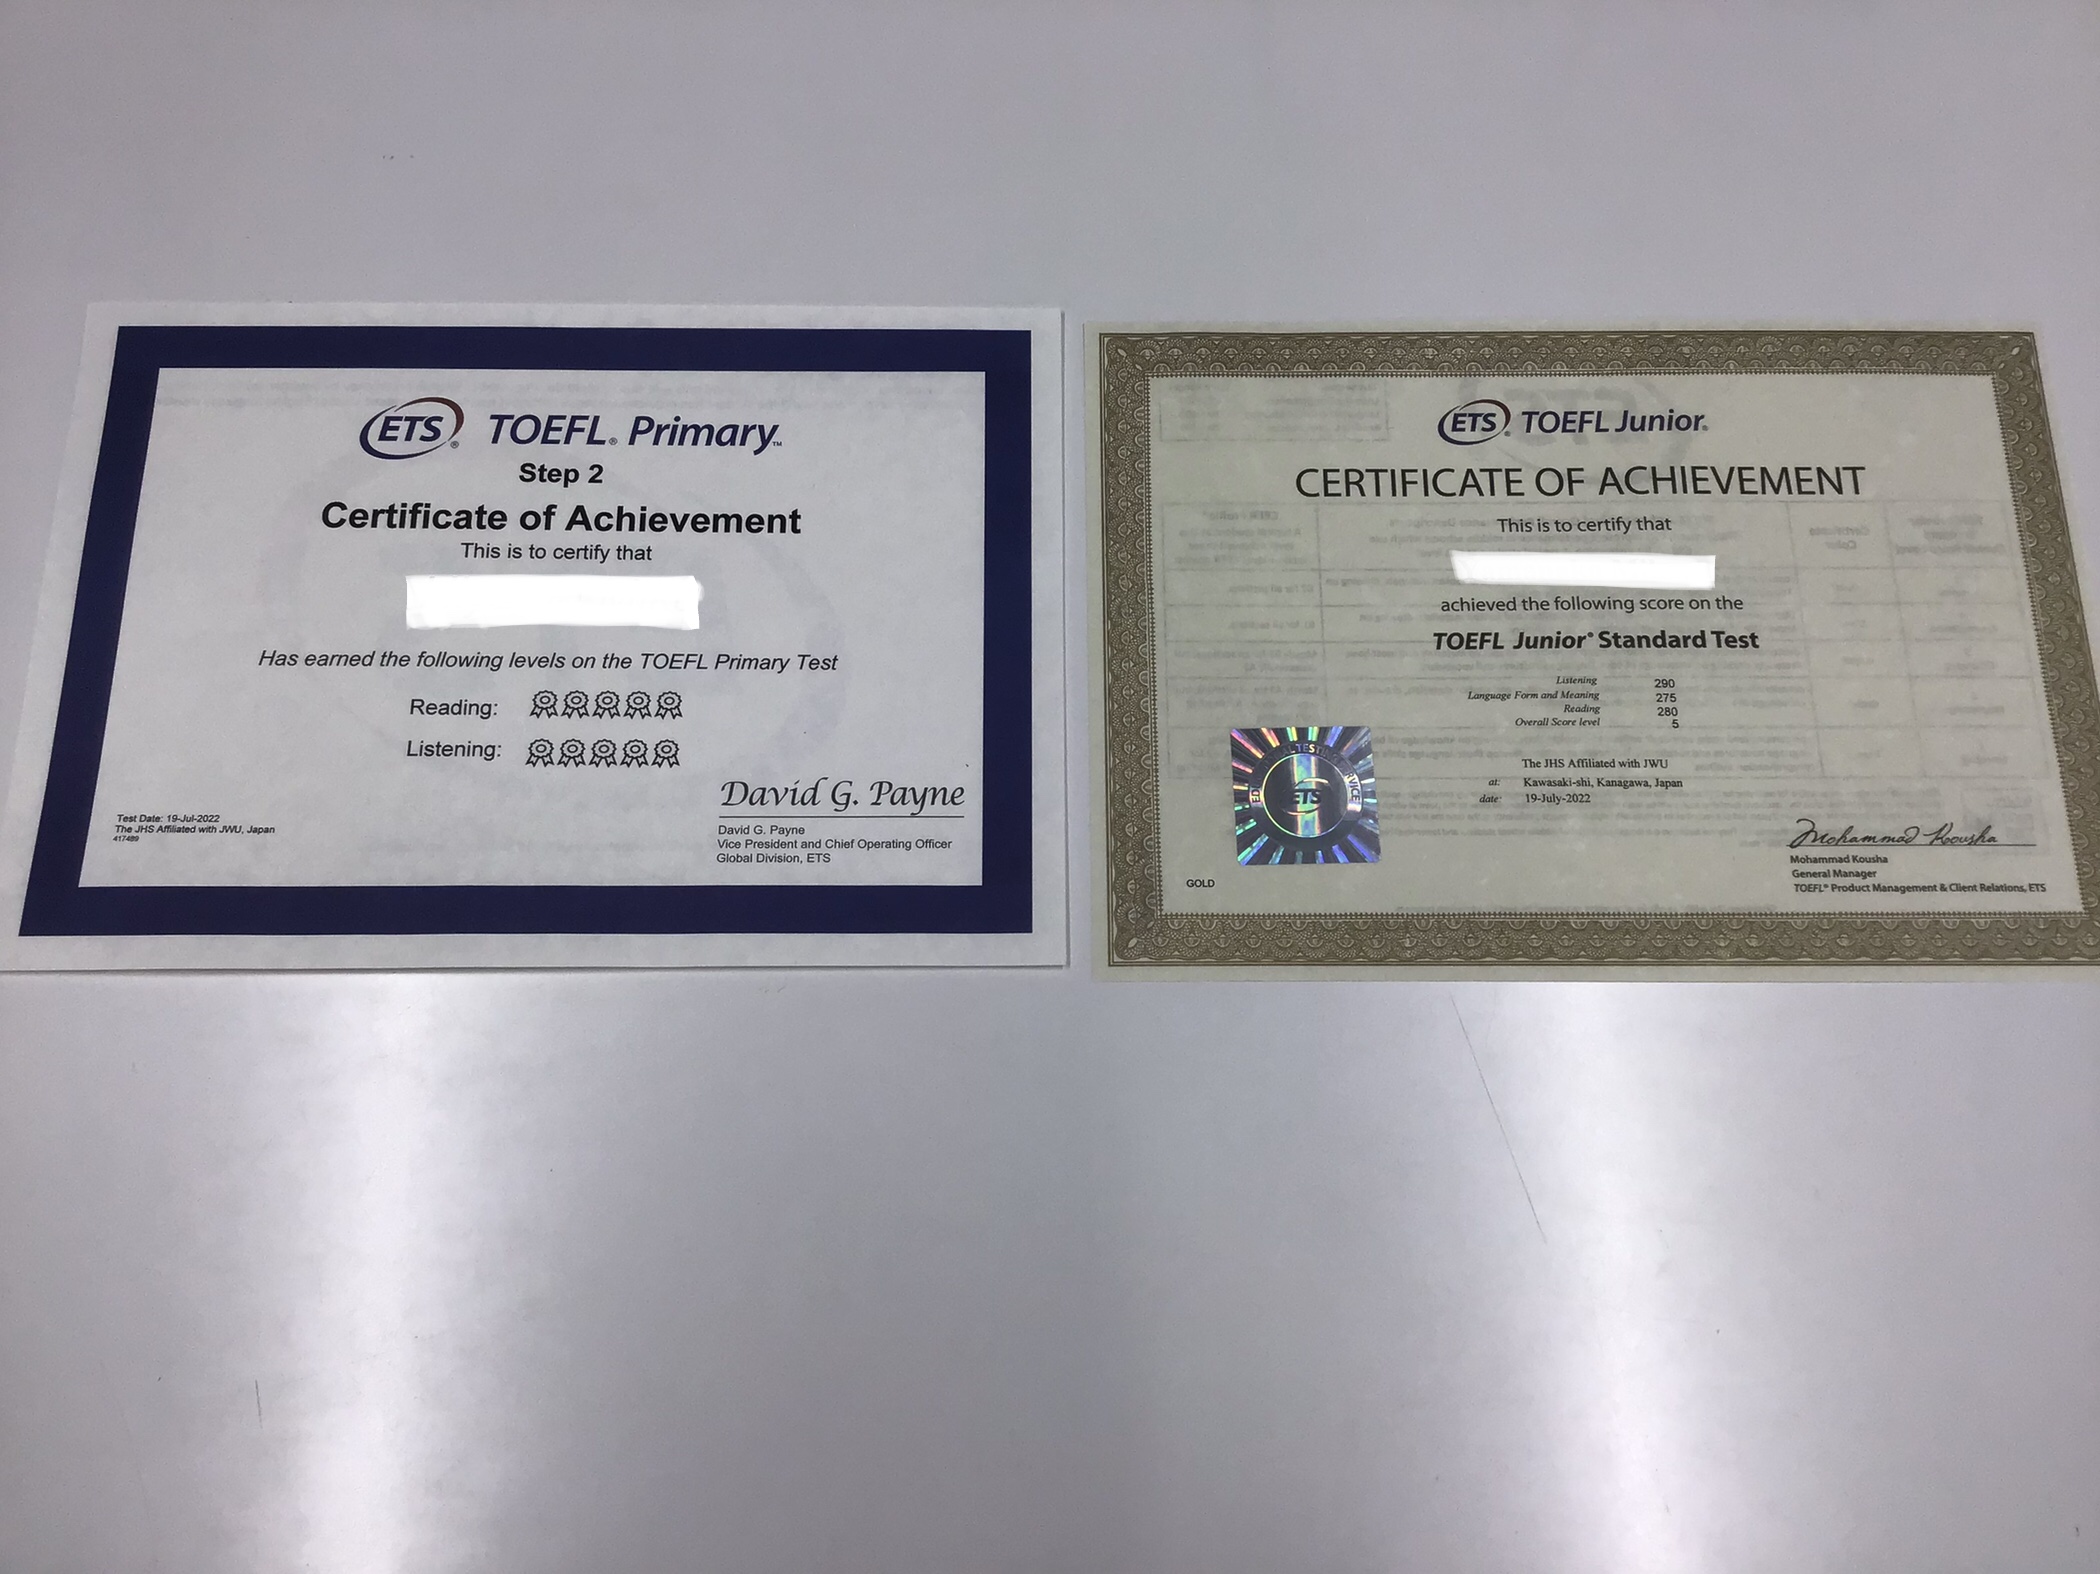 ETS® TOEFL® Primary™
Step 2
Certificate of Achievement
This is to certify that
Has earned the following levels on the TOEFL Primary Test
Reading:
Listening:
David G. Payne
David G. Payne
Vice President and Chief Operating Officer
Global Division, ETS
Test Date: 19-Jul-2022
The JHS Affiliated with JWU, Japan
417489
ETS® TOEFL Junior®
CERTIFICATE OF ACHIEVEMENT
This is to certify that
achieved the following score on the
TOEFL Junior® Standard Test
Listening 290
Language Form and Meaning 275
Reading 280
Overall Score level 5
The JHS Affiliated with JWU
at: Kawasaki-shi, Kanagawa, Japan
date: 19-July-2022
ETS
GOLD
Mohammad Kousha
Mohammad Kousha
General Manager
TOEFL® Product Management & Client Relations, ETS